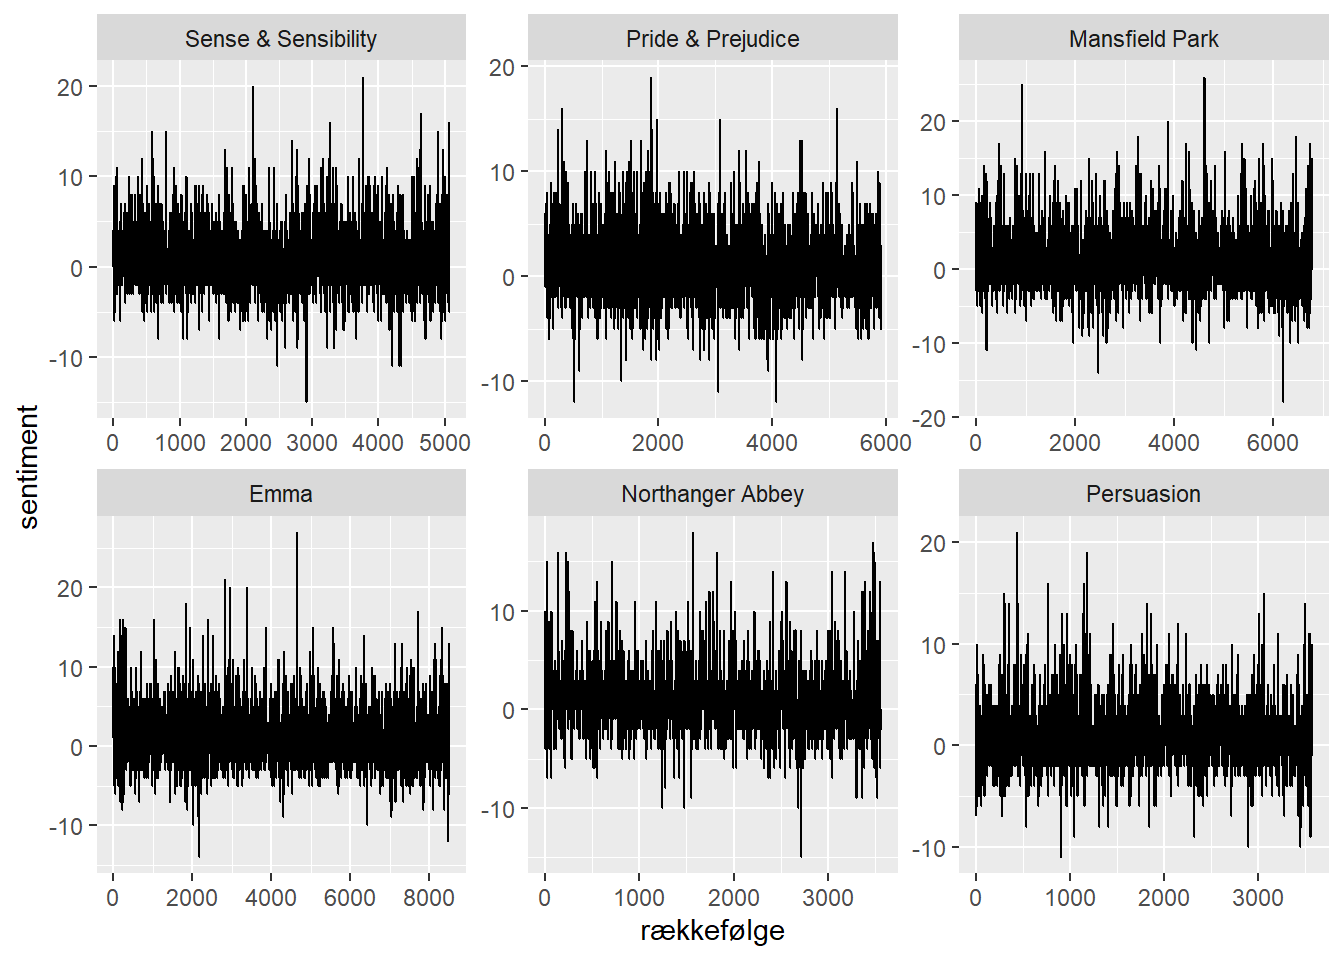 Sense & Sensibility
Pride & Prejudice
Mansfield Park
20
10
0
-10
20
10
0
-10
20
10
0
-10
-20
0 1000 2000 3000 4000 5000
0 2000 4000 6000
0 2000 4000 6000
sentiment
Emma
Northanger Abbey
Persuasion
20
10
0
-10
10
0
-10
20
10
0
-10
0 2000 4000 6000 8000
0 1000 2000 3000
0 1000 2000 3000
rækkefølge